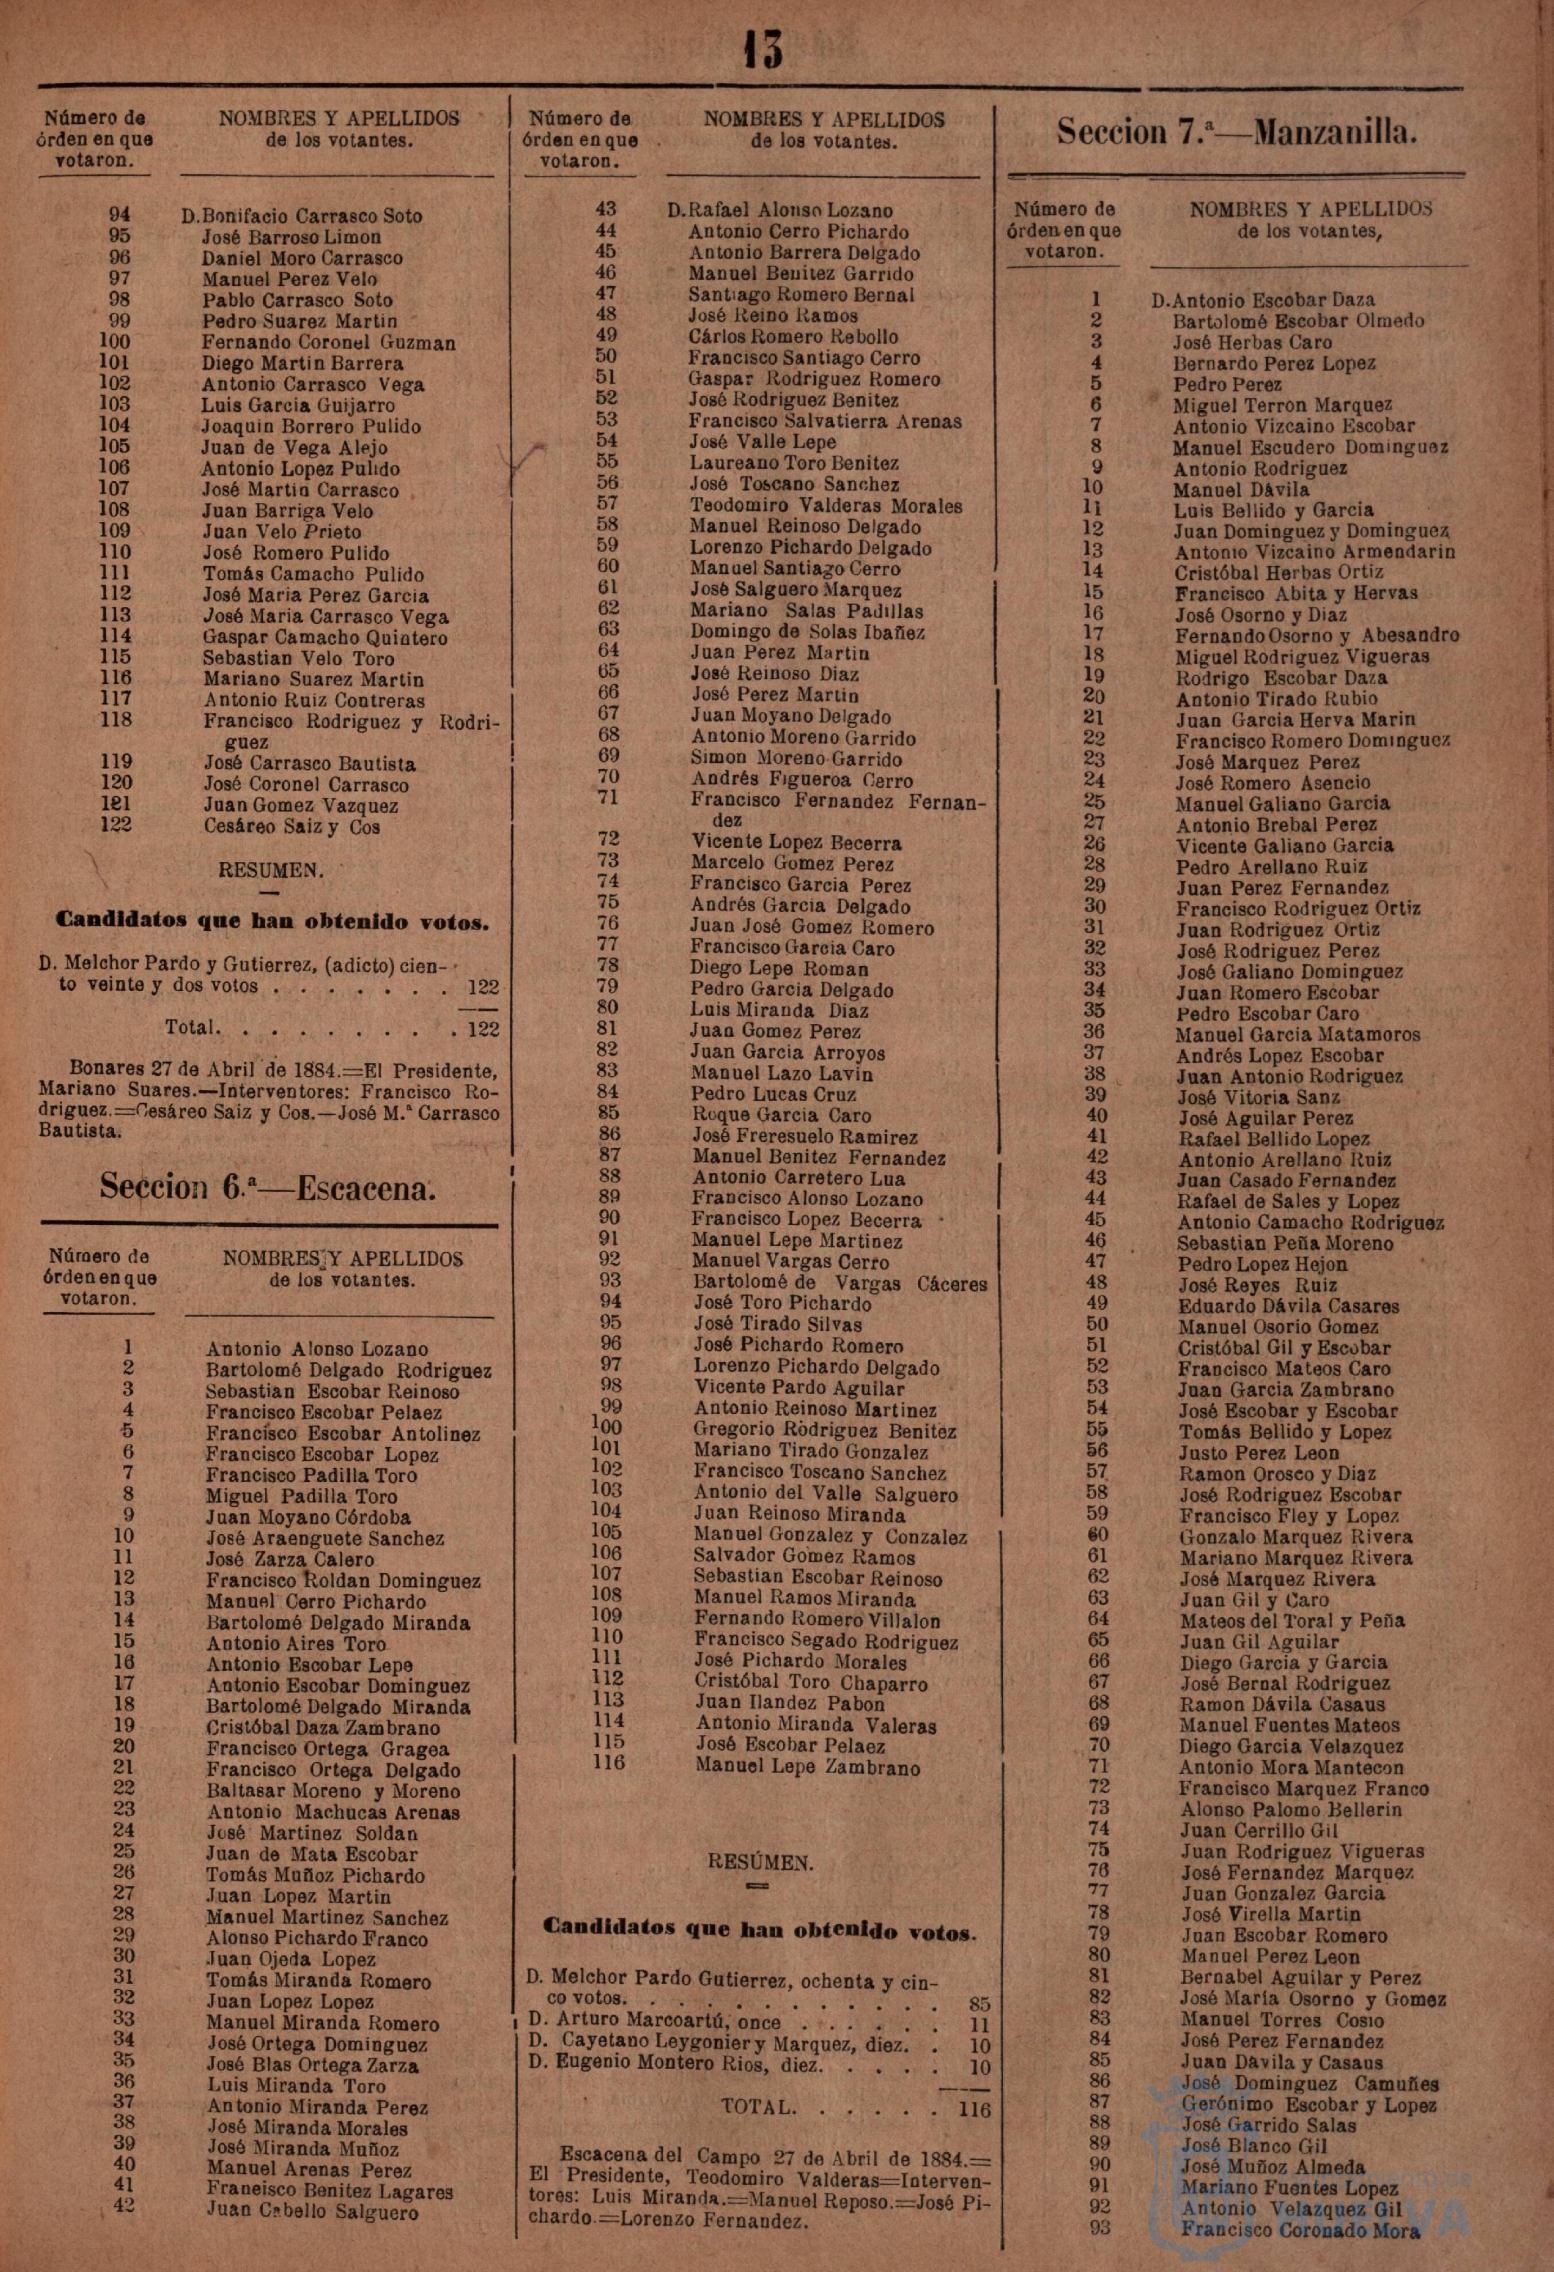 13
Número de
órden en que
votaron.
NOMBRES Y APELLIDOS
de los votantes.
94 D. Bonifacio Carrasco Soto
95 José Barroso Limon
96 Daniel Moro Carrasco
97 Manuel Perez Velo
98 Pablo Carrasco Soto
99 Pedro Suarez Martin
100 Fernando Coronel Guzman
101 Diego Martin Barrera
102 Antonio Carrasco Vega
103 Luis Garcia Guijarro
104 Joaquin Borrero Pulido
105 Juan de Vega Alejo
106 Antonio Lopez Pulido
107 José Martin Carrasco
108 Juan Barriga Velo
109 Juan Velo Prieto
110 José Romero Pulido
111 Tomás Camacho Pulido
112 José Maria Perez Garcia
113 José Maria Carrasco Vega
114 Gaspar Camacho Quintero
115 Sebastian Velo Toro
116 Mariano Suarez Martin
117 Antonio Ruiz Contreras
118 Francisco Rodriguez y Rodri-
guez
119 José Carrasco Bautista
120 José Coronel Carrasco
121 Juan Gomez Vazquez
122 Cesáreo Saiz y Cos
RESUMEN.
Candidatos que han obtenido votos.
D. Melchor Pardo y Gutierrez, (adicto) cien-
to veinte y dos votos . . . . . . . . 122
Total. . . . . . . . . 122
Bonares 27 de Abril de 1884.=El Presidente,
Mariano Suares.—Interventores: Francisco Ro-
driguez.=Cesáreo Saiz y Cos.—José M.ª Carrasco
Bautista.
Seccion 6.ª—Escacena.
Número de
órden en que
votaron.
NOMBRES Y APELLIDOS
de los votantes.
1 Antonio Alonso Lozano
2 Bartolomé Delgado Rodriguez
3 Sebastian Escobar Reinoso
4 Francisco Escobar Pelaez
5 Francisco Escobar Antolinez
6 Francisco Escobar Lopez
7 Francisco Padilla Toro
8 Miguel Padilla Toro
9 Juan Moyano Córdoba
10 José Araenguete Sanchez
11 José Zarza Calero
12 Francisco Roldan Dominguez
13 Manuel Cerro Pichardo
14 Bartolomé Delgado Miranda
15 Antonio Aires Toro
16 Antonio Escobar Lepe
17 Antonio Escobar Dominguez
18 Bartolomé Delgado Miranda
19 Cristóbal Daza Zambrano
20 Francisco Ortega Gragea
21 Francisco Ortega Delgado
22 Baltasar Moreno y Moreno
23 Antonio Machucas Arenas
24 José Martinez Soldan
25 Juan de Mata Escobar
26 Tomás Muñoz Pichardo
27 Juan Lopez Martin
28 Manuel Martinez Sanchez
29 Alonso Pichardo Franco
30 Juan Ojeda Lopez
31 Tomás Miranda Romero
32 Juan Lopez Lopez
33 Manuel Miranda Romero
34 José Ortega Dominguez
35 José Blas Ortega Zarza
36 Luis Miranda Toro
37 Antonio Miranda Perez
38 José Miranda Morales
39 José Miranda Muñoz
40 Manuel Arenas Perez
41 Francisco Benitez Lagares
42 Juan Cabello Salguero
Número de
órden en que
votaron.
NOMBRES Y APELLIDOS
de los votantes.
43 D. Rafael Alonso Lozano
44 Antonio Cerro Pichardo
45 Antonio Barrera Delgado
46 Manuel Benitez Garrido
47 Santiago Romero Bernal
48 José Reino Ramos
49 Cárlos Romero Rebollo
50 Francisco Santiago Cerro
51 Gaspar Rodriguez Romero
52 José Rodriguez Benitez
53 Francisco Salvatierra Arenas
54 José Valle Lepe
55 Laureano Toro Benitez
56 José Toscano Sanchez
57 Teodomiro Valderas Morales
58 Manuel Reinoso Delgado
59 Lorenzo Pichardo Delgado
60 Manuel Santiago Cerro
61 José Salguero Marquez
62 Mariano Salas Padillas
63 Domingo de Solas Ibañez
64 Juan Perez Martin
65 José Reinoso Diaz
66 José Perez Martin
67 Juan Moyano Delgado
68 Antonio Moreno Garrido
69 Simon Moreno Garrido
70 Andrés Figueroa Cerro
71 Francisco Fernandez Fernan-
dez
72 Vicente Lopez Becerra
73 Marcelo Gomez Perez
74 Francisco Garcia Perez
75 Andrés Garcia Delgado
76 Juan José Gomez Romero
77 Francisco Garcia Caro
78 Diego Lepe Roman
79 Pedro Garcia Delgado
80 Luis Miranda Diaz
81 Juan Gomez Perez
82 Juan Garcia Arroyos
83 Manuel Lazo Lavin
84 Pedro Lucas Cruz
85 Roque Garcia Caro
86 José Freresuelo Ramirez
87 Manuel Benitez Fernandez
88 Antonio Carretero Lua
89 Francisco Alonso Lozano
90 Francisco Lopez Becerra
91 Manuel Lepe Martinez
92 Manuel Vargas Cerro
93 Bartolomé de Vargas Cáceres
94 José Toro Pichardo
95 José Tirado Silvas
96 José Pichardo Romero
97 Lorenzo Pichardo Delgado
98 Vicente Pardo Aguilar
99 Antonio Reinoso Martinez
100 Gregorio Rodriguez Benitez
101 Mariano Tirado Gonzalez
102 Francisco Toscano Sanchez
103 Antonio del Valle Salguero
104 Juan Reinoso Miranda
105 Manuel Gonzalez y Conzalez
106 Salvador Gomez Ramos
107 Sebastian Escobar Reinoso
108 Manuel Ramos Miranda
109 Fernando Romero Villalon
110 Francisco Segado Rodriguez
111 José Pichardo Morales
112 Cristóbal Toro Chaparro
113 Juan Ilandez Pabon
114 Antonio Miranda Valeras
115 José Escobar Pelaez
116 Manuel Lepe Zambrano
RESÚMEN.
Candidatos que han obtenido votos.
D. Melchor Pardo Gutierrez, ochenta y cin-
co votos. . . . . . . . . . . . 85
D. Arturo Marcoartú, once . . . . . . 11
D. Cayetano Leygonier y Marquez, diez. . 10
D. Eugenio Montero Rios, diez. . . . . 10
TOTAL. . . . . . 116
Escacena del Campo 27 de Abril de 1884.=
El Presidente, Teodomiro Valderas=Interven-
tores: Luis Miranda.=Manuel Reposo.=José Pi-
chardo.=Lorenzo Fernandez.
Seccion 7.ª—Manzanilla.
Número de
órden en que
votaron.
NOMBRES Y APELLIDOS
de los votantes,
1 D. Antonio Escobar Daza
2 Bartolomé Escobar Olmedo
3 José Herbas Caro
4 Bernardo Perez Lopez
5 Pedro Perez
6 Miguel Terron Marquez
7 Antonio Vizcaino Escobar
8 Manuel Escudero Dominguez
9 Antonio Rodriguez
10 Manuel Dávila
11 Luis Bellido y Garcia
12 Juan Dominguez y Dominguez
13 Antonio Vizcaino Armendarin
14 Cristóbal Herbas Ortiz
15 Francisco Abita y Hervas
16 José Osorno y Diaz
17 Fernando Osorno y Abesandro
18 Miguel Rodriguez Vigueras
19 Rodrigo Escobar Daza
20 Antonio Tirado Rubio
21 Juan Garcia Herva Marin
22 Francisco Romero Dominguez
23 José Marquez Perez
24 José Romero Asencio
25 Manuel Galiano Garcia
27 Antonio Brebal Perez
26 Vicente Galiano Garcia
28 Pedro Arellano Ruiz
29 Juan Perez Fernandez
30 Francisco Rodriguez Ortiz
31 Juan Rodriguez Ortiz
32 José Rodriguez Perez
33 José Galiano Dominguez
34 Juan Romero Escobar
35 Pedro Escobar Caro
36 Manuel Garcia Matamoros
37 Andrés Lopez Escobar
38 Juan Antonio Rodriguez
39 José Vitoria Sanz
40 José Aguilar Perez
41 Rafael Bellido Lopez
42 Antonio Arellano Ruiz
43 Juan Casado Fernandez
44 Rafael de Sales y Lopez
45 Antonio Camacho Rodriguez
46 Sebastian Peña Moreno
47 Pedro Lopez Hejon
48 José Reyes Ruiz
49 Eduardo Dávila Casares
50 Manuel Osorio Gomez
51 Cristóbal Gil y Escobar
52 Francisco Mateos Caro
53 Juan Garcia Zambrano
54 José Escobar y Escobar
55 Tomás Bellido y Lopez
56 Justo Perez Leon
57 Ramon Orosco y Diaz
58 José Rodriguez Escobar
59 Francisco Fley y Lopez
60 Gonzalo Marquez Rivera
61 Mariano Marquez Rivera
62 José Marquez Rivera
63 Juan Gil y Caro
64 Mateos del Toral y Peña
65 Juan Gil Aguilar
66 Diego Garcia y Garcia
67 José Bernal Rodriguez
68 Ramon Dávila Casaus
69 Manuel Fuentes Mateos
70 Diego Garcia Velazquez
71 Antonio Mora Mantecon
72 Francisco Marquez Franco
73 Alonso Palomo Bellerin
74 Juan Cerrillo Gil
75 Juan Rodriguez Vigueras
76 José Fernandez Marquez
77 Juan Gonzalez Garcia
78 José Virella Martin
79 Juan Escobar Romero
80 Manuel Perez Leon
81 Bernabel Aguilar y Perez
82 José María Osorno y Gomez
83 Manuel Torres Cosio
84 José Perez Fernandez
85 Juan Davila y Casaus
86 José Dominguez Camuñes
87 Gerónimo Escobar y Lopez
88 José Garrido Salas
89 José Blanco Gil
90 José Muñoz Almeda
91 Mariano Fuentes Lopez
92 Antonio Velazquez Gil
93 Francisco Coronado Mora